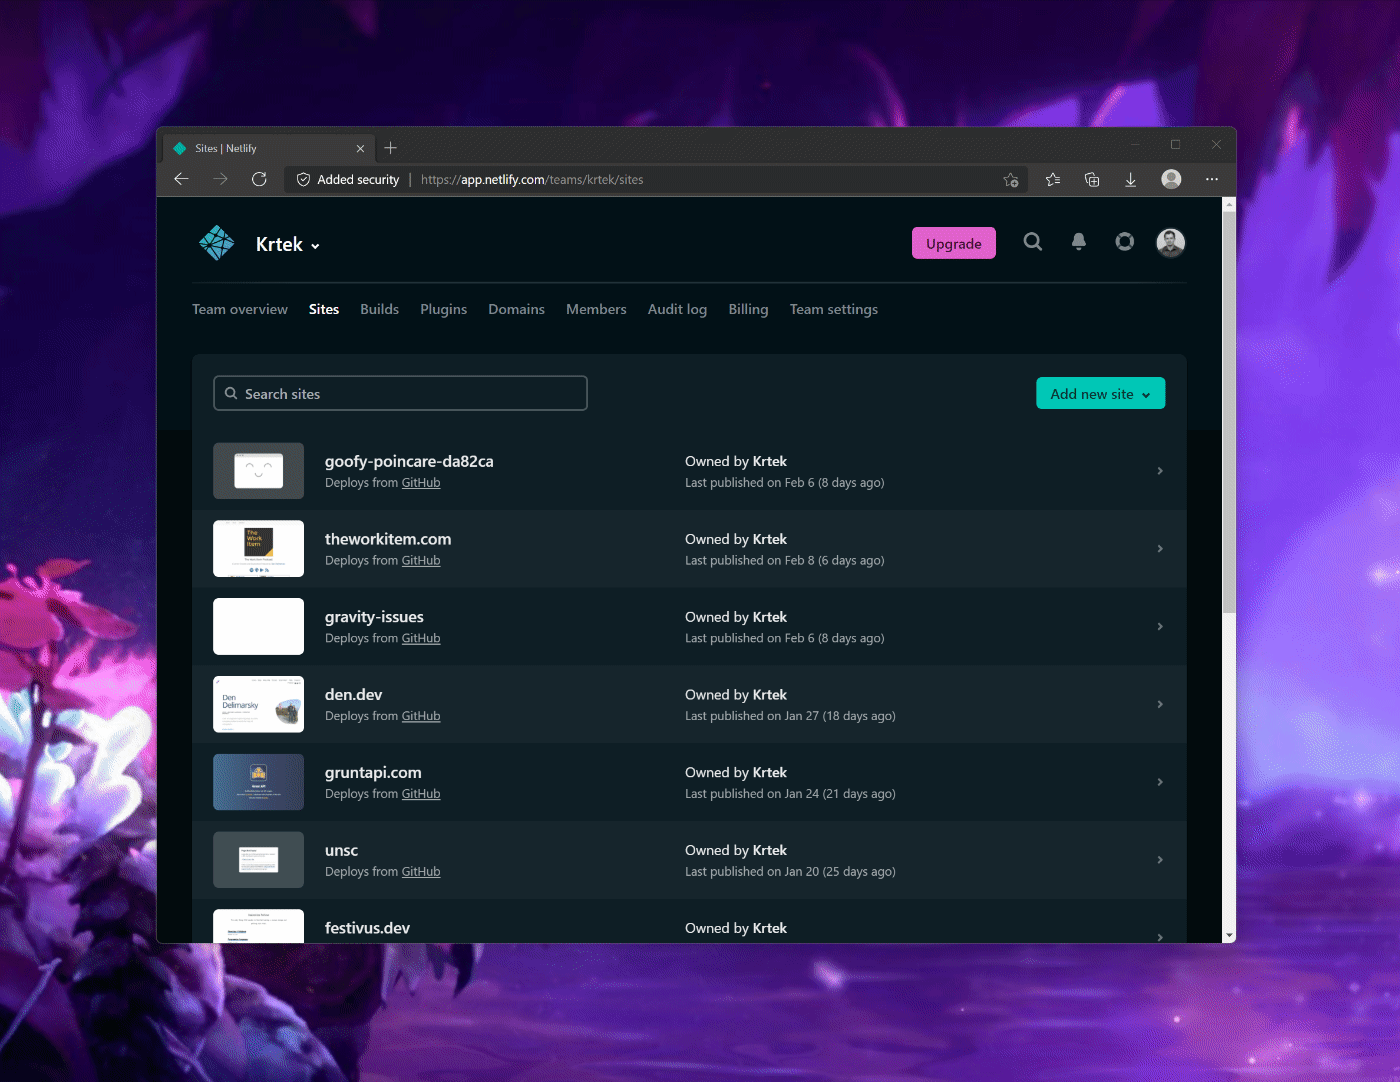 Sites | Netlify
Added security | https://app.netlify.com/teams/krtek/sites
Krtek
Upgrade
Team overview Sites Builds Plugins Domains Members Audit log Billing Team settings
Search sites
Add new site
goofy-poincare-da82ca
Deploys from GitHub
Owned by Krtek
Last published on Feb 6 (8 days ago)
The
Work
Item
theworkitem.com
Deploys from GitHub
Owned by Krtek
Last published on Feb 8 (6 days ago)
gravity-issues
Deploys from GitHub
Owned by Krtek
Last published on Feb 6 (8 days ago)
Den
Delimarsky
den.dev
Deploys from GitHub
Owned by Krtek
Last published on Jan 27 (18 days ago)
gruntapi.com
Deploys from GitHub
Owned by Krtek
Last published on Jan 24 (21 days ago)
unsc
Deploys from GitHub
Owned by Krtek
Last published on Jan 20 (25 days ago)
festivus.dev
Owned by Krtek